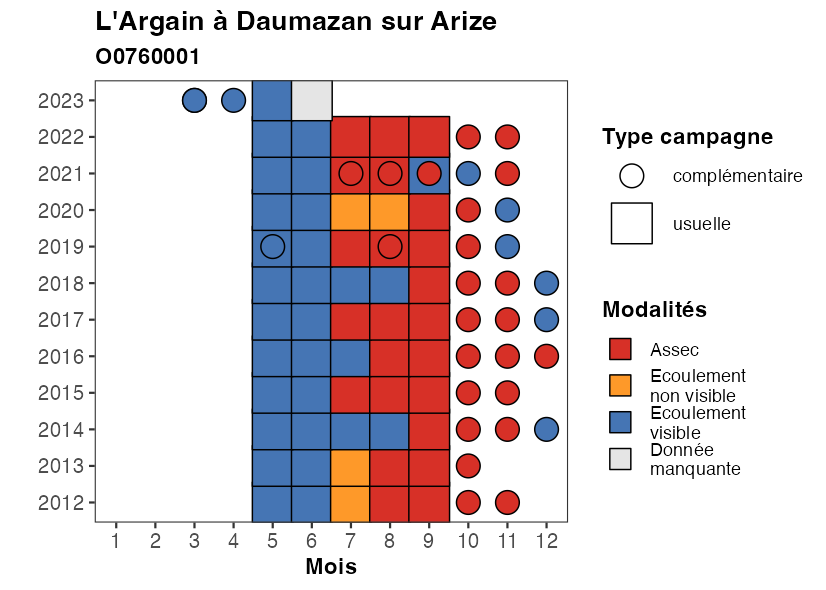 L'Argain à Daumazan sur Arize
O0760001
2023
2022
2021
2020
2019
2018
2017
2016
2015
2014
2013
2012
1 2 3 4 5 6 7 8 9 10 11 12
Mois
Type campagne
complémentaire
usuelle
Modalités
Assec
Ecoulement
non visible
Ecoulement
visible
Donnée
manquante